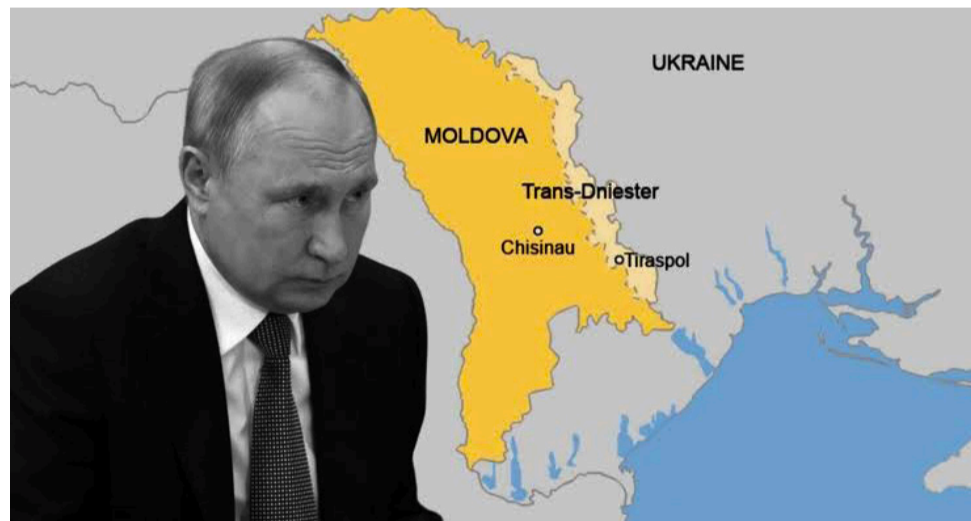 UKRAINE
MOLDOVA
Trans-Dniester
Chisinau
Tiraspol